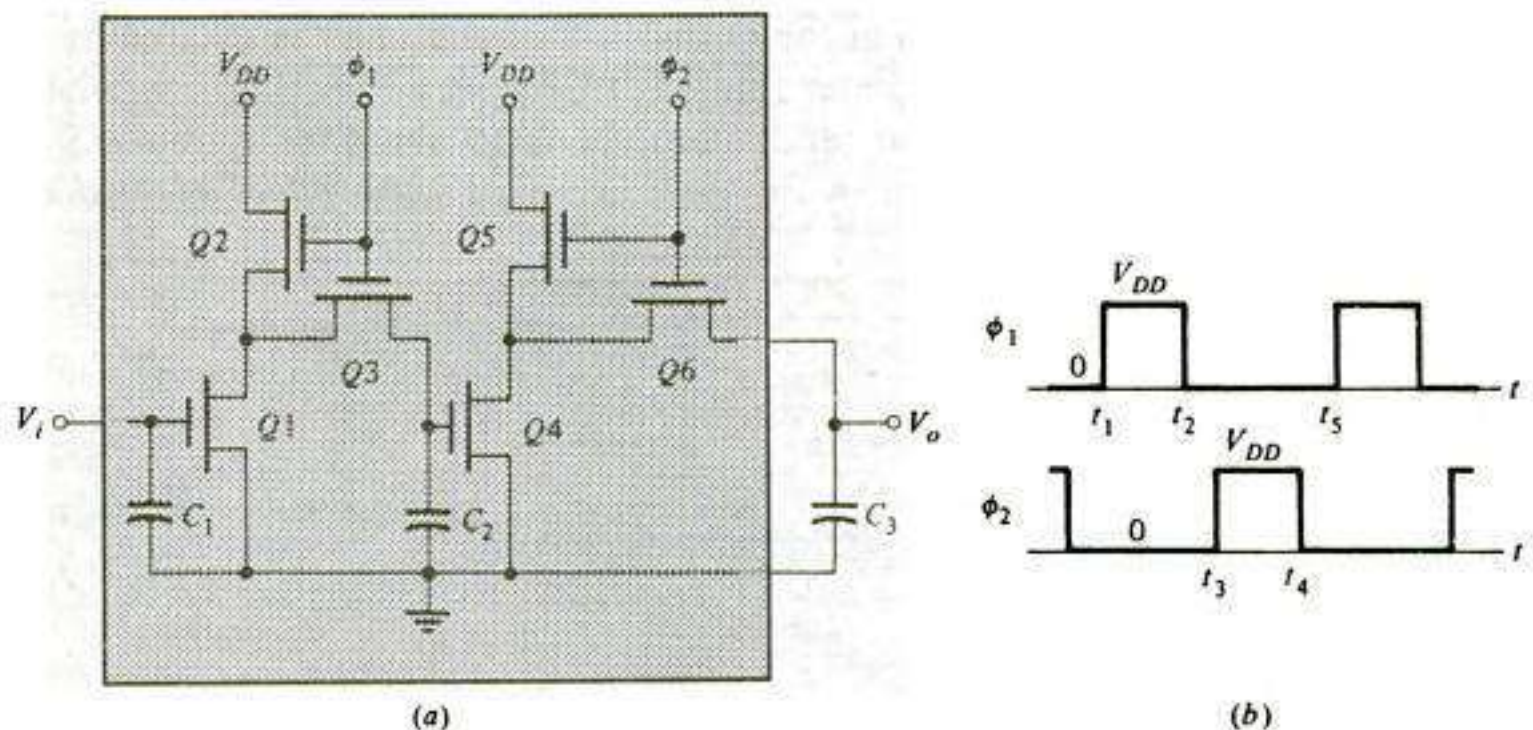 V_DD ϕ_1 V_DD ϕ_2
Q2 Q5
Q3 Q6
V_i Q1 Q4 V_o
C_1 C_2 C_3
(a)
V_DD
ϕ_1 0 t
t_1 t_2 t_5
V_DD
ϕ_2 0 t
t_3 t_4
(b)